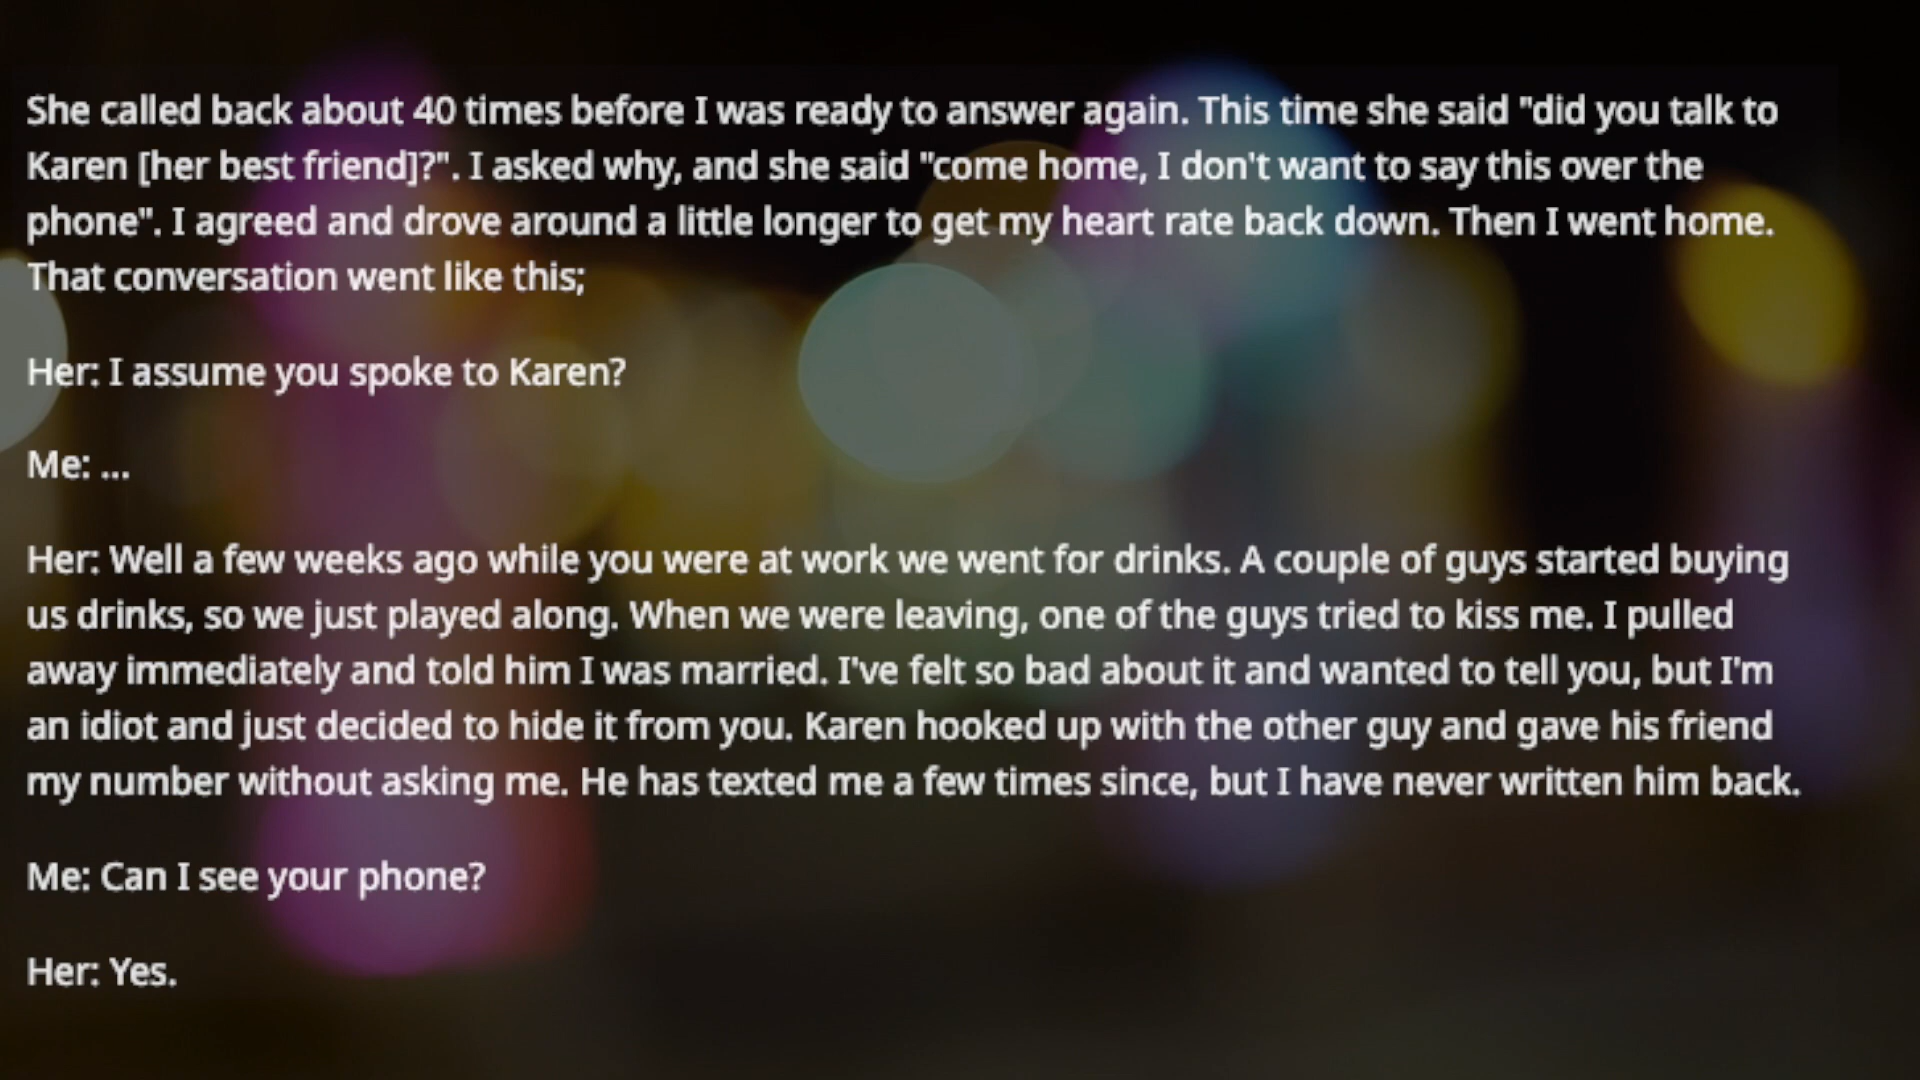 She called back about 40 times before I was ready to answer again. This time she said "did you talk to
Karen [her best friend]?". I asked why, and she said "come home, I don't want to say this over the
phone". I agreed and drove around a little longer to get my heart rate back down. Then I went home.
That conversation went like this;
Her: I assume you spoke to Karen?
Me: ...
Her: Well a few weeks ago while you were at work we went for drinks. A couple of guys started buying
us drinks, so we just played along. When we were leaving, one of the guys tried to kiss me. I pulled
away immediately and told him I was married. I've felt so bad about it and wanted to tell you, but I'm
an idiot and just decided to hide it from you. Karen hooked up with the other guy and gave his friend
my number without asking me. He has texted me a few times since, but I have never written him back.
Me: Can I see your phone?
Her: Yes.